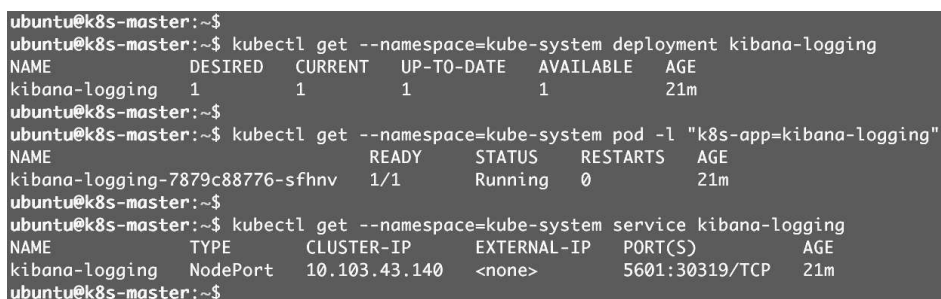 ubuntu@k8s-master:~$
ubuntu@k8s-master:~$ kubectl get --namespace=kube-system deployment kibana-logging
NAME DESIRED CURRENT UP-TO-DATE AVAILABLE AGE
kibana-logging 1 1 1 1 21m
ubuntu@k8s-master:~$
ubuntu@k8s-master:~$ kubectl get --namespace=kube-system pod -l "k8s-app=kibana-logging"
NAME READY STATUS RESTARTS AGE
kibana-logging-7879c88776-sfhnv 1/1 Running 0 21m
ubuntu@k8s-master:~$
ubuntu@k8s-master:~$ kubectl get --namespace=kube-system service kibana-logging
NAME TYPE CLUSTER-IP EXTERNAL-IP PORT(S) AGE
kibana-logging NodePort 10.103.43.140 <none> 5601:30319/TCP 21m
ubuntu@k8s-master:~$